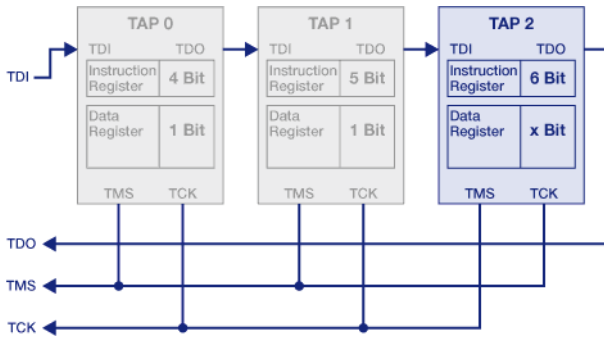 TAP 0
TAP 1
TAP 2
TDI
TDO
TDI
TDO
TDI
TDO
TDI
Instruction
Register
4 Bit
Instruction
Register
5 Bit
Instruction
Register
6 Bit
Data
Register
1 Bit
Data
Register
1 Bit
Data
Register
x Bit
TMS
TCK
TMS
TCK
TMS
TCK
TDO
TMS
TCK